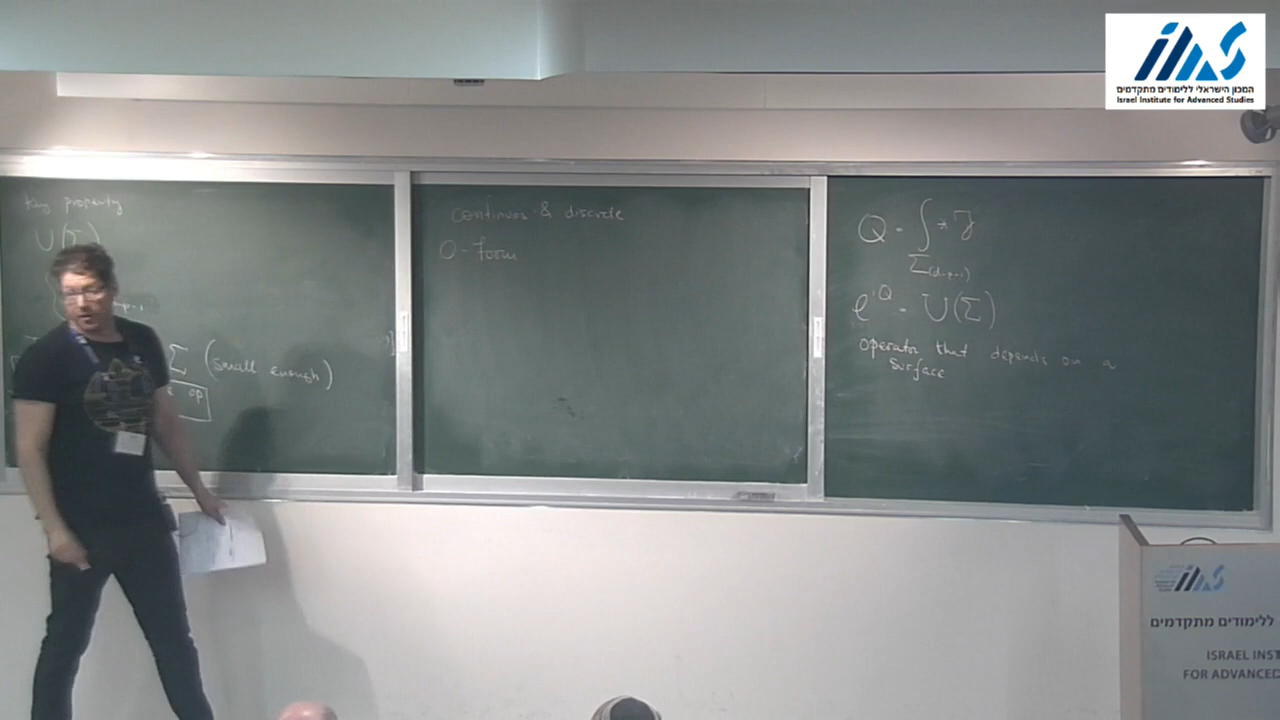 המכון הישראלי ללימודים מתקדמים
Israel Institute for Advanced Studies
Key property
U(Σ)
Σ (small enough)
op
continuos & discrete
0-form
Q = ∫ * J
Σ(d-p-1)
e^{iQ} = U(Σ)
operator that depends on a
surface
ללימודים מתקדמים
ISRAEL INST
FOR ADVANCED